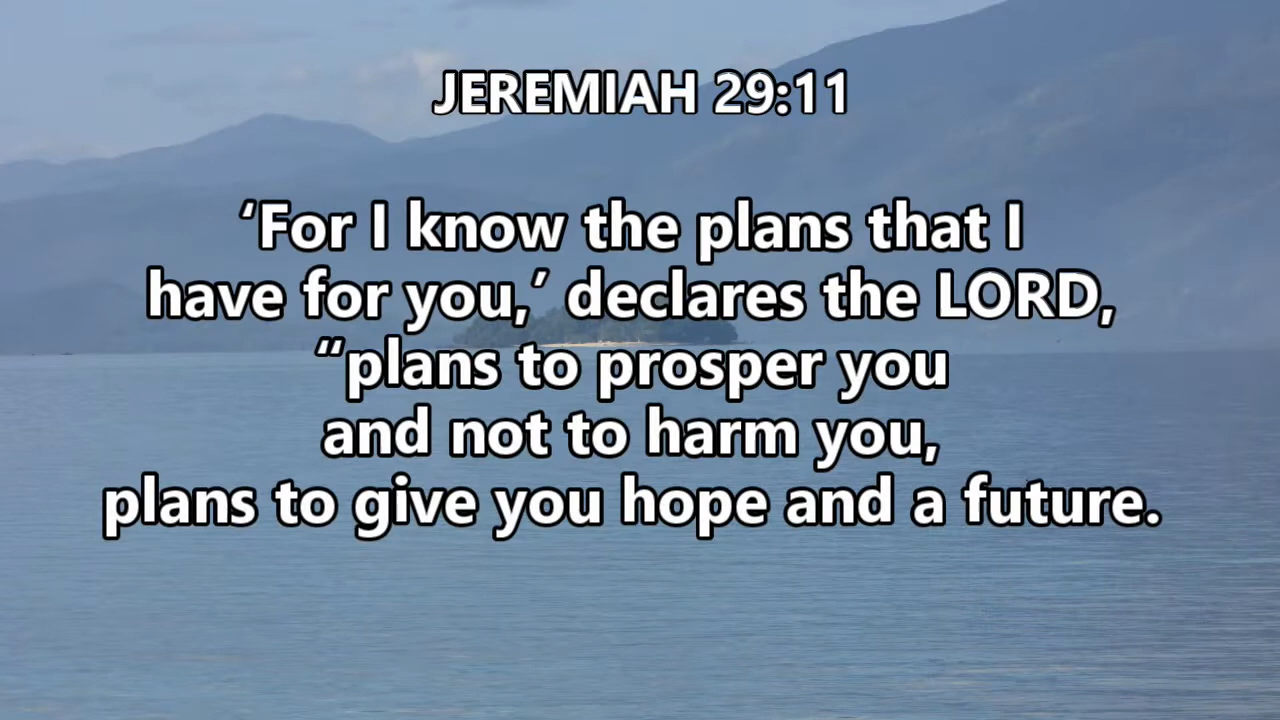 JEREMIAH 29:11
‘For I know the plans that I
have for you,’ declares the LORD,
“plans to prosper you
and not to harm you,
plans to give you hope and a future.